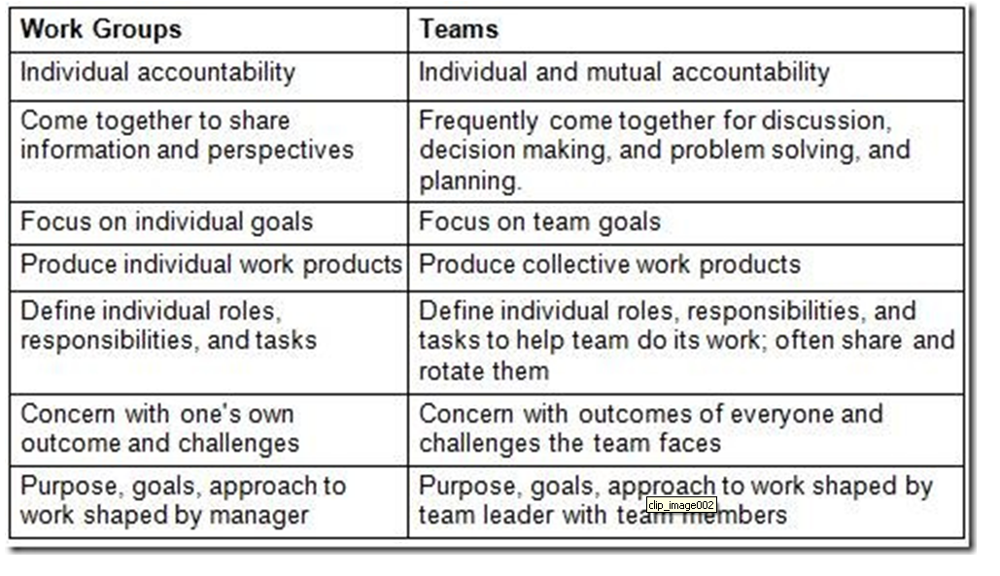 Work Groups
Teams
Individual accountability
Individual and mutual accountability
Come together to share
information and perspectives
Frequently come together for discussion,
decision making, and problem solving, and
planning.
Focus on individual goals
Focus on team goals
Produce individual work products
Produce collective work products
Define individual roles,
responsibilities, and tasks
Define individual roles, responsibilities, and
tasks to help team do its work; often share and
rotate them
Concern with one's own
outcome and challenges
Concern with outcomes of everyone and
challenges the team faces
Purpose, goals, approach to
work shaped by manager
Purpose, goals, approach to work shaped by
team leader with team members
clip_image002